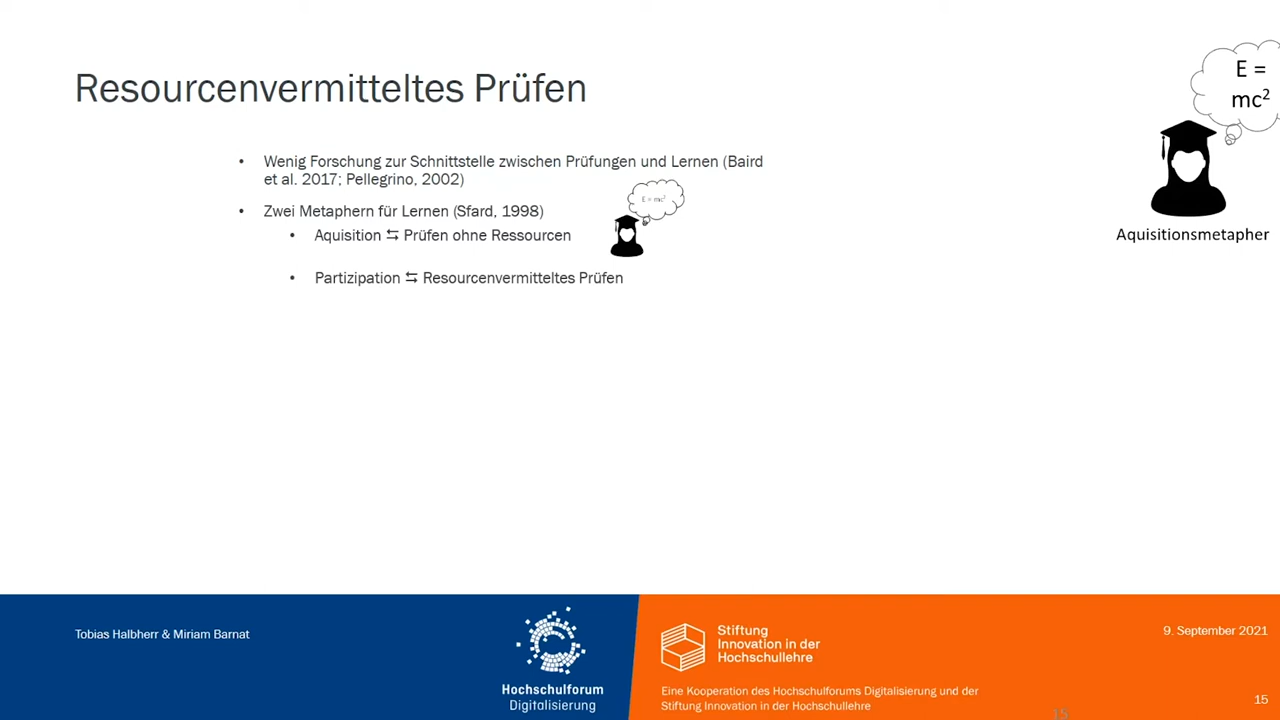 Resourcenvermitteltes Prüfen
• Wenig Forschung zur Schnittstelle zwischen Prüfungen und Lernen (Baird
et al. 2017; Pellegrino, 2002)
• Zwei Metaphern für Lernen (Sfard, 1998)
• Aquisition ⇆ Prüfen ohne Ressourcen
• Partizipation ⇆ Resourcenvermitteltes Prüfen
E = mc²
E =
mc²
Aquisitionsmetapher
Tobias Halbherr & Miriam Barnat
Hochschulforum
Digitalisierung
Stiftung
Innovation in der
Hochschullehre
Eine Kooperation des Hochschulforums Digitalisierung und der
Stiftung Innovation in der Hochschullehre
9. September 2021
15
15